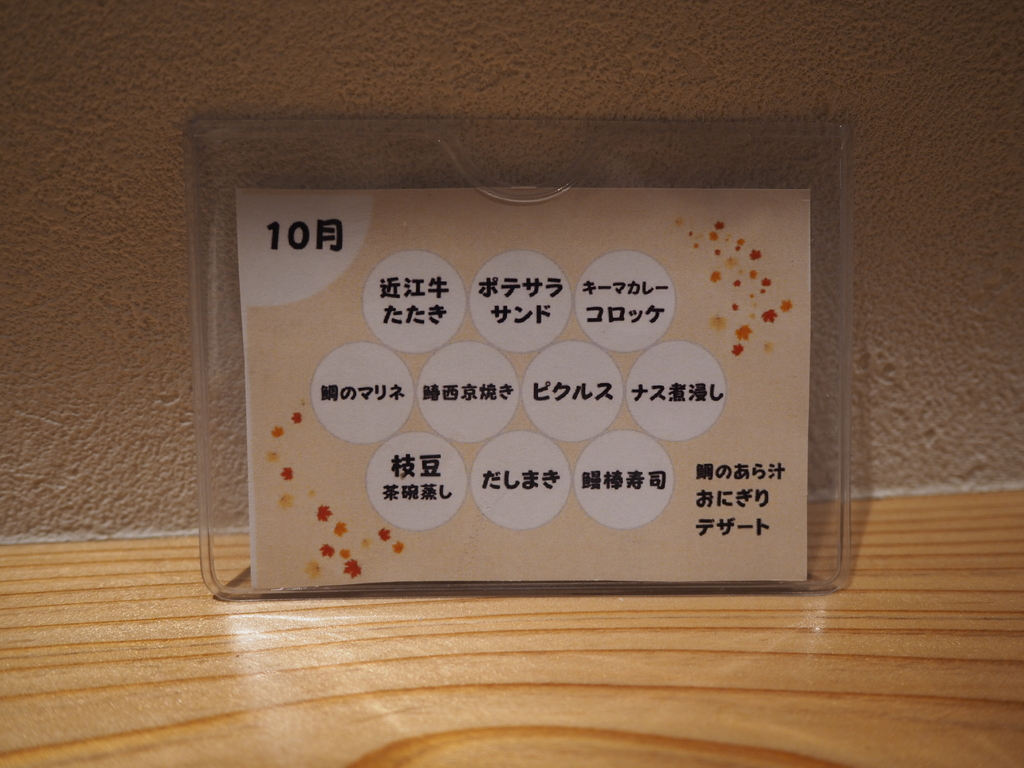 10月
近江牛
たたき
ポテサラ
サンド
キーマカレー
コロッケ
鯛のマリネ
鰆西京焼き
ピクルス
ナス煮浸し
枝豆
茶碗蒸し
だしまき
鰻棒寿司
鯛のあら汁
おにぎり
デザート